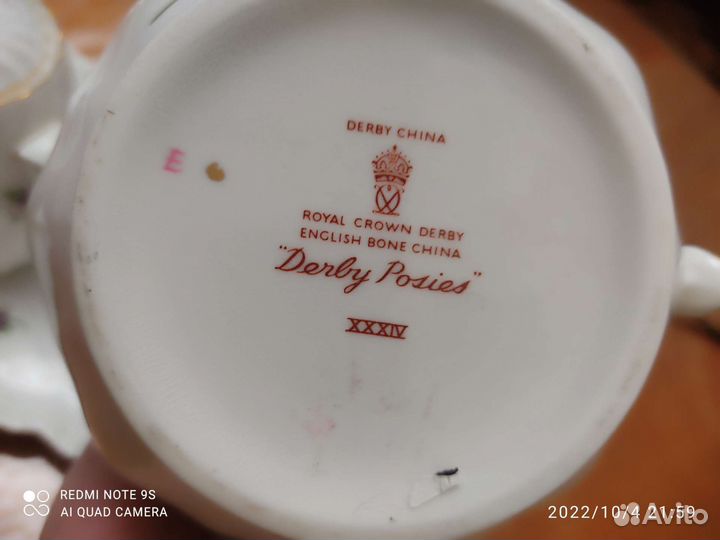 DERBY CHINA
E
ROYAL CROWN DERBY
ENGLISH BONE CHINA
"Derby Posies"
XXXIV
REDMI NOTE 9S
AI QUAD CAMERA
2022/10/4 21:59
Avito